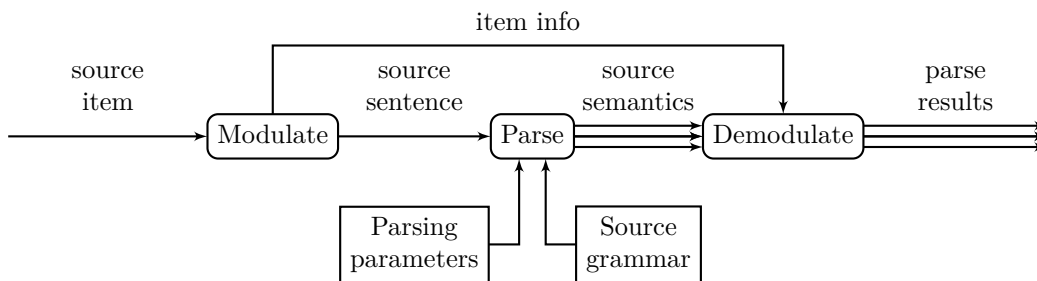 item info
source
item
source
sentence
source
semantics
parse
results
Modulate
Parse
Demodulate
Parsing
parameters
Source
grammar